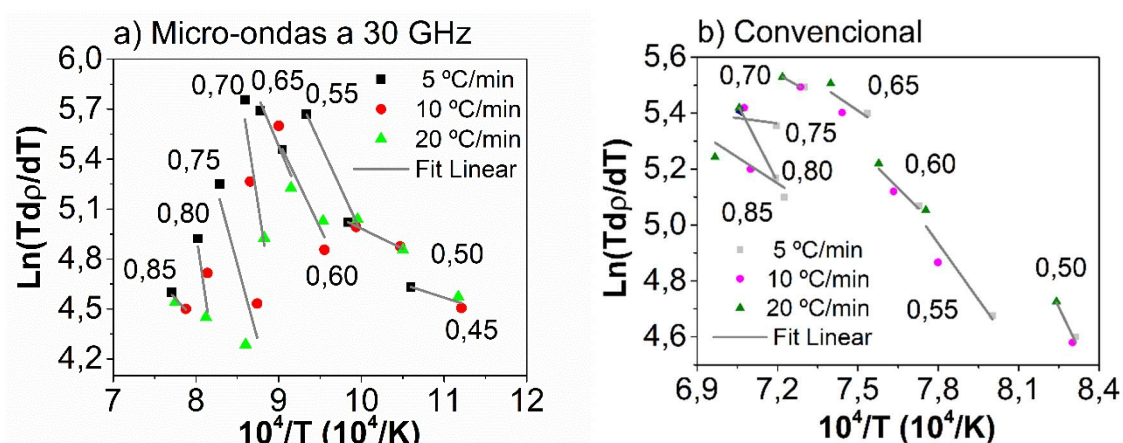 a) Micro-ondas a 30 GHz
6,0
5,7
5,4
5,1
4,8
4,5
4,2
Ln(Tdρ/dT)
0,70
0,65
0,55
0,75
0,80
0,85
0,60
0,50
0,45
5 ºC/min
10 ºC/min
20 ºC/min
Fit Linear
7 8 9 10 11 12
10⁴/T (10⁴/K)
b) Convencional
5,6
5,4
5,2
5,0
4,8
4,6
Ln(Tdρ/dT)
0,70
0,65
0,75
0,80
0,60
0,85
0,55
0,50
5 ºC/min
10 ºC/min
20 ºC/min
Fit Linear
6,9 7,2 7,5 7,8 8,1 8,4
10⁴/T (10⁴/K)